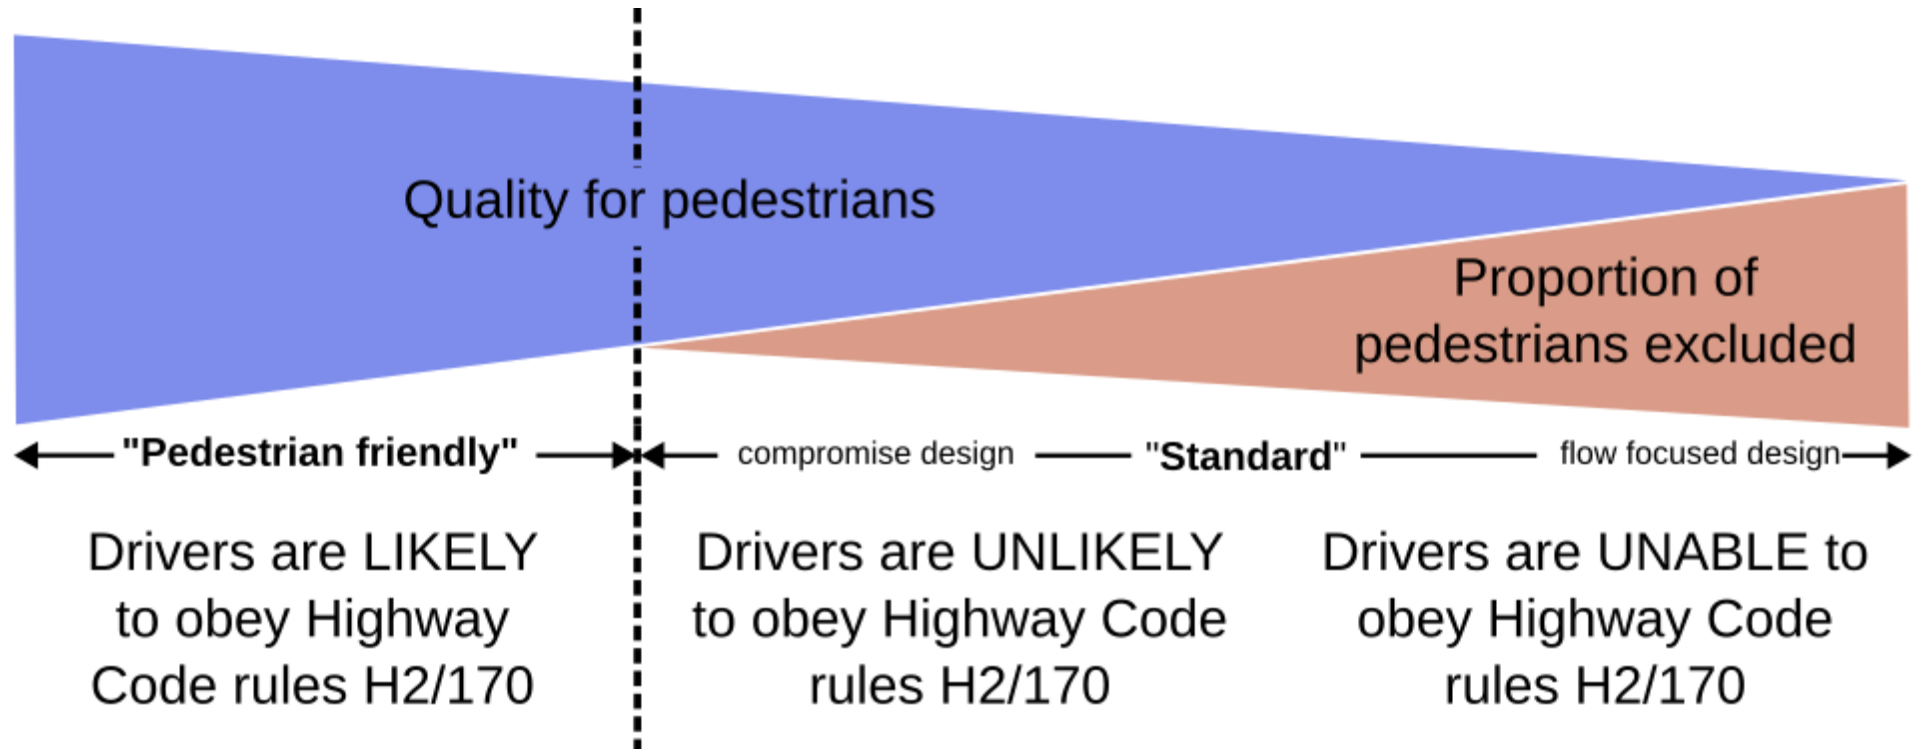 Quality for pedestrians
Proportion of
pedestrians excluded
"Pedestrian friendly"
compromise design
"Standard"
flow focused design
Drivers are LIKELY
to obey Highway
Code rules H2/170
Drivers are UNLIKELY
to obey Highway Code
rules H2/170
Drivers are UNABLE to
obey Highway Code
rules H2/170